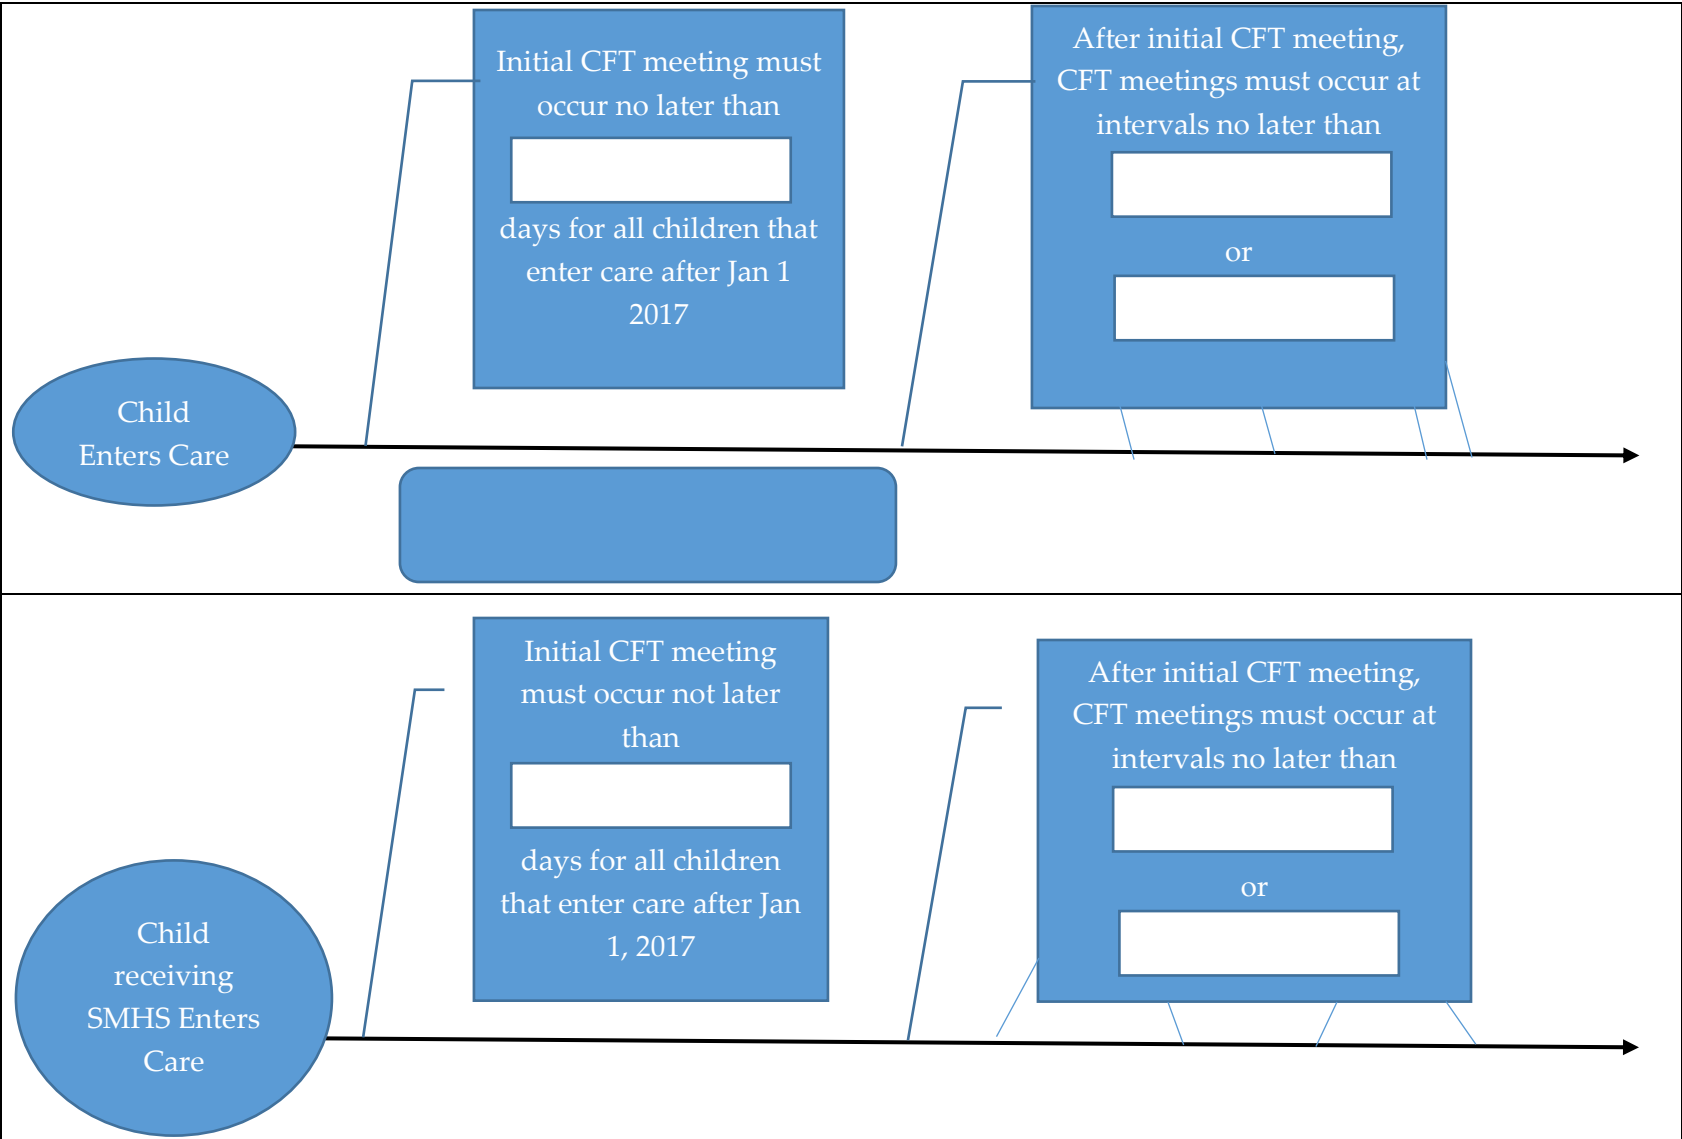 Initial CFT meeting must
occur no later than
days for all children that
enter care after Jan 1
2017
After initial CFT meeting,
CFT meetings must occur at
intervals no later than
or
Child
Enters Care
Initial CFT meeting
must occur not later
than
days for all children
that enter care after Jan
1, 2017
After initial CFT meeting,
CFT meetings must occur at
intervals no later than
or
Child
receiving
SMHS Enters
Care